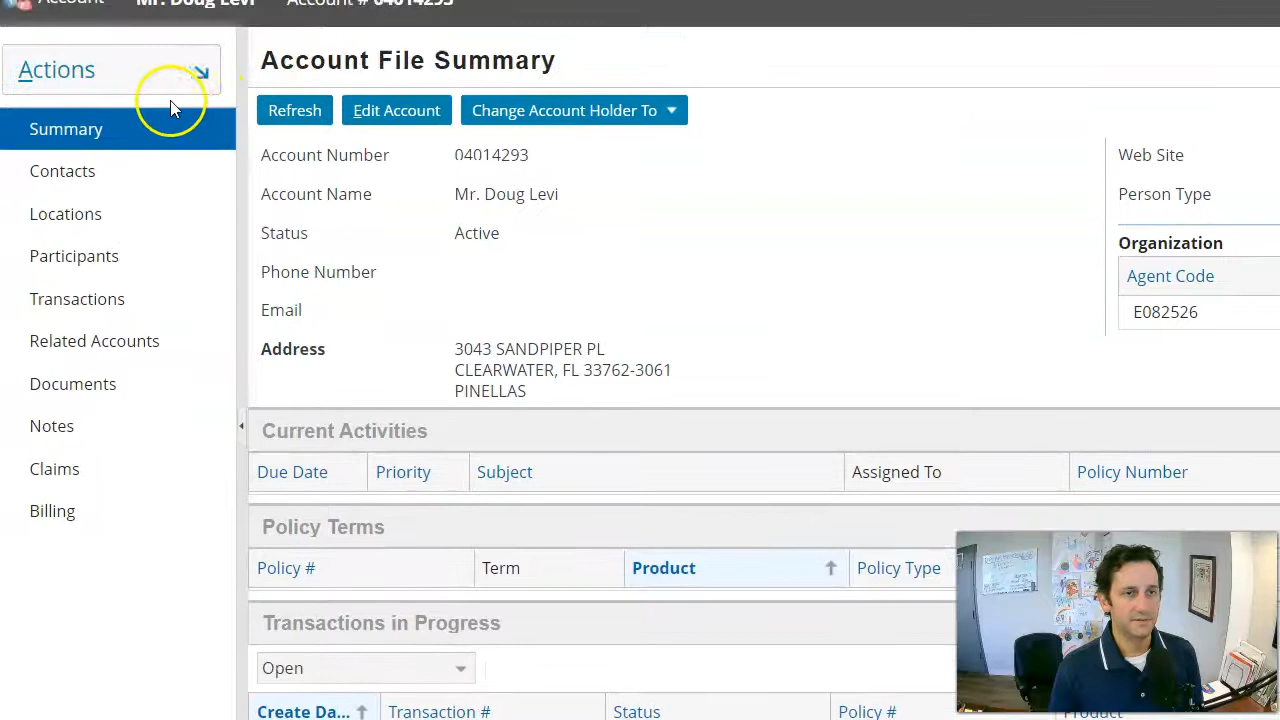 Account Mr. Doug Levi Account # 04014293
Actions
Summary
Contacts
Locations
Participants
Transactions
Related Accounts
Documents
Notes
Claims
Billing
Account File Summary
Refresh Edit Account Change Account Holder To
Account Number 04014293
Account Name Mr. Doug Levi
Status Active
Phone Number
Email
Address 3043 SANDPIPER PL
CLEARWATER, FL 33762-3061
PINELLAS
Web Site
Person Type
Organization
Agent Code
E082526
Current Activities
Due Date Priority Subject Assigned To Policy Number
Policy Terms
Policy # Term Product Policy Type
Transactions in Progress
Open
Create Da... Transaction # Status Policy # Product